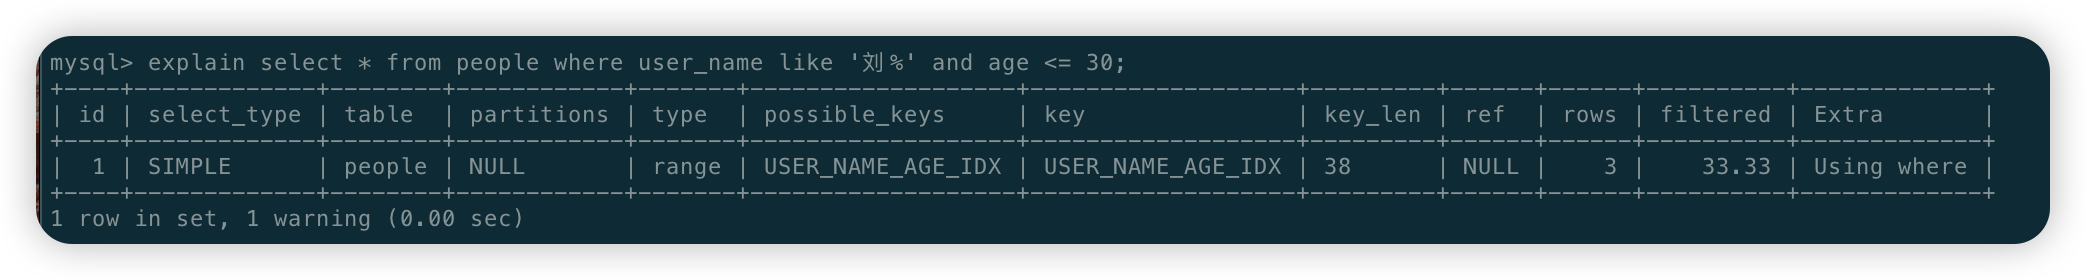 mysql> explain select * from people where user_name like '刘%' and age <= 30;
+----+-------------+--------+------------+-------+-------------------+-------------------+---------+------+------+----------+-------------+
| id | select_type | table  | partitions | type  | possible_keys     | key               | key_len | ref  | rows | filtered | Extra       |
+----+-------------+--------+------------+-------+-------------------+-------------------+---------+------+------+----------+-------------+
|  1 | SIMPLE      | people | NULL       | range | USER_NAME_AGE_IDX | USER_NAME_AGE_IDX | 38      | NULL |    3 |    33.33 | Using where |
+----+-------------+--------+------------+-------+-------------------+-------------------+---------+------+------+----------+-------------+
1 row in set, 1 warning (0.00 sec)